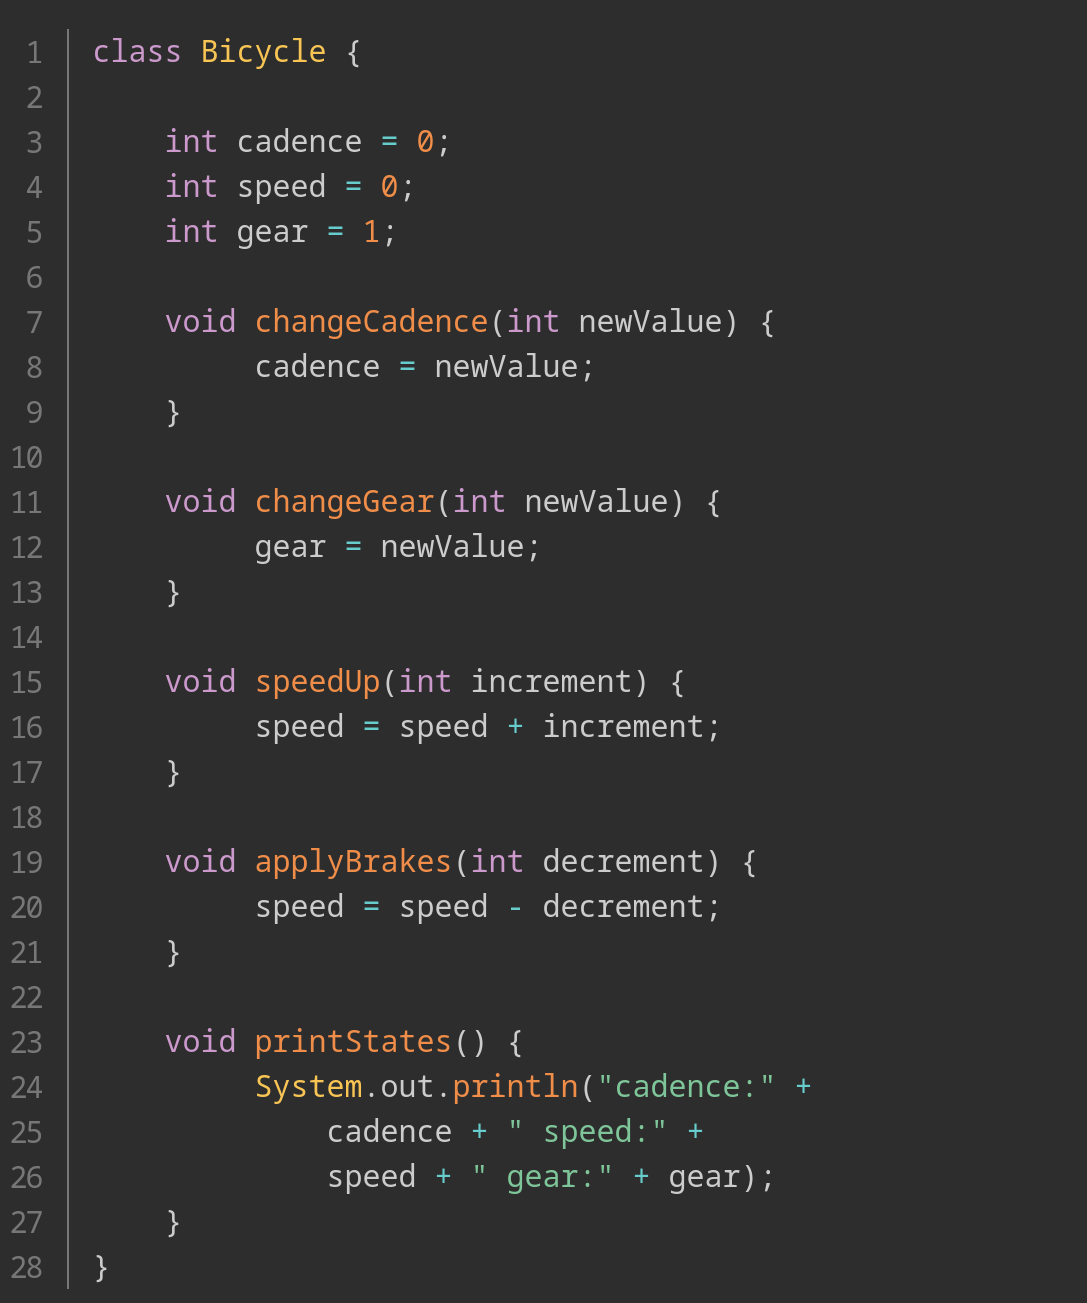 1 class Bicycle {
2
3     int cadence = 0;
4     int speed = 0;
5     int gear = 1;
6
7     void changeCadence(int newValue) {
8          cadence = newValue;
9     }
10
11     void changeGear(int newValue) {
12          gear = newValue;
13     }
14
15     void speedUp(int increment) {
16          speed = speed + increment;
17     }
18
19     void applyBrakes(int decrement) {
20          speed = speed - decrement;
21     }
22
23     void printStates() {
24          System.out.println("cadence:" +
25              cadence + " speed:" +
26              speed + " gear:" + gear);
27     }
28 }